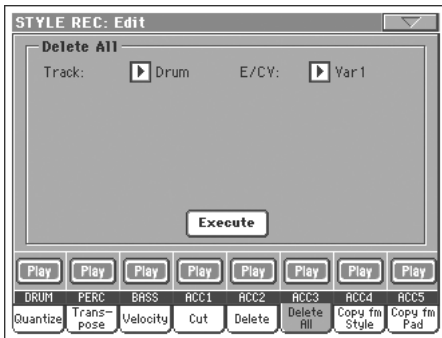 STYLE REC: Edit
Delete All
Track: Drum E/CV: Var1
Execute
Play Play Play Play Play Play Play Play
DRUM PERC BASS ACC1 ACC2 ACC3 ACC4 ACC5
Quantize Trans-pose Velocity Cut Delete Delete All Copy fm Style Copy fm Pad